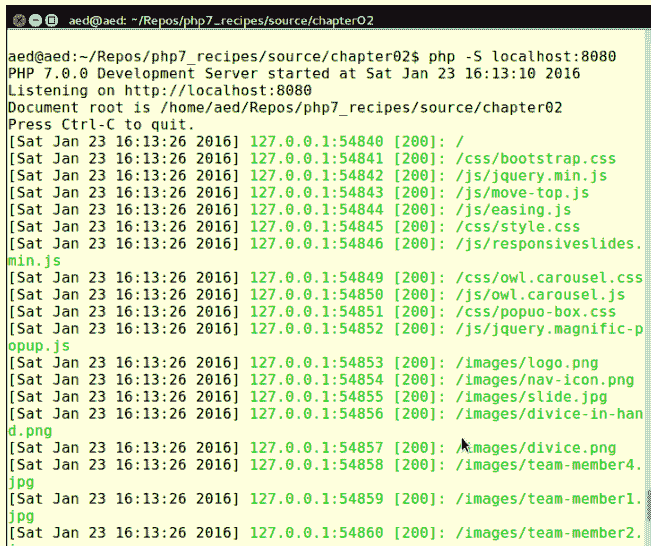 aed@aed: ~/Repos/php7_recipes/source/chapter02
aed@aed:~/Repos/php7_recipes/source/chapter02$ php -S localhost:8080
PHP 7.0.0 Development Server started at Sat Jan 23 16:13:10 2016
Listening on http://localhost:8080
Document root is /home/aed/Repos/php7_recipes/source/chapter02
Press Ctrl-C to quit.
[Sat Jan 23 16:13:26 2016] 127.0.0.1:54840 [200]: /
[Sat Jan 23 16:13:26 2016] 127.0.0.1:54841 [200]: /css/bootstrap.css
[Sat Jan 23 16:13:26 2016] 127.0.0.1:54842 [200]: /js/jquery.min.js
[Sat Jan 23 16:13:26 2016] 127.0.0.1:54843 [200]: /js/move-top.js
[Sat Jan 23 16:13:26 2016] 127.0.0.1:54844 [200]: /js/easing.js
[Sat Jan 23 16:13:26 2016] 127.0.0.1:54845 [200]: /css/style.css
[Sat Jan 23 16:13:26 2016] 127.0.0.1:54846 [200]: /js/responsiveslides.
min.js
[Sat Jan 23 16:13:26 2016] 127.0.0.1:54849 [200]: /css/owl.carousel.css
[Sat Jan 23 16:13:26 2016] 127.0.0.1:54850 [200]: /js/owl.carousel.js
[Sat Jan 23 16:13:26 2016] 127.0.0.1:54851 [200]: /css/popuo-box.css
[Sat Jan 23 16:13:26 2016] 127.0.0.1:54852 [200]: /js/jquery.magnific-p
opup.js
[Sat Jan 23 16:13:26 2016] 127.0.0.1:54853 [200]: /images/logo.png
[Sat Jan 23 16:13:26 2016] 127.0.0.1:54854 [200]: /images/nav-icon.png
[Sat Jan 23 16:13:26 2016] 127.0.0.1:54855 [200]: /images/slide.jpg
[Sat Jan 23 16:13:26 2016] 127.0.0.1:54856 [200]: /images/divice-in-han
d.png
[Sat Jan 23 16:13:26 2016] 127.0.0.1:54857 [200]: /images/divice.png
[Sat Jan 23 16:13:26 2016] 127.0.0.1:54858 [200]: /images/team-member4.
jpg
[Sat Jan 23 16:13:26 2016] 127.0.0.1:54859 [200]: /images/team-member1.
jpg
[Sat Jan 23 16:13:26 2016] 127.0.0.1:54860 [200]: /images/team-member2.